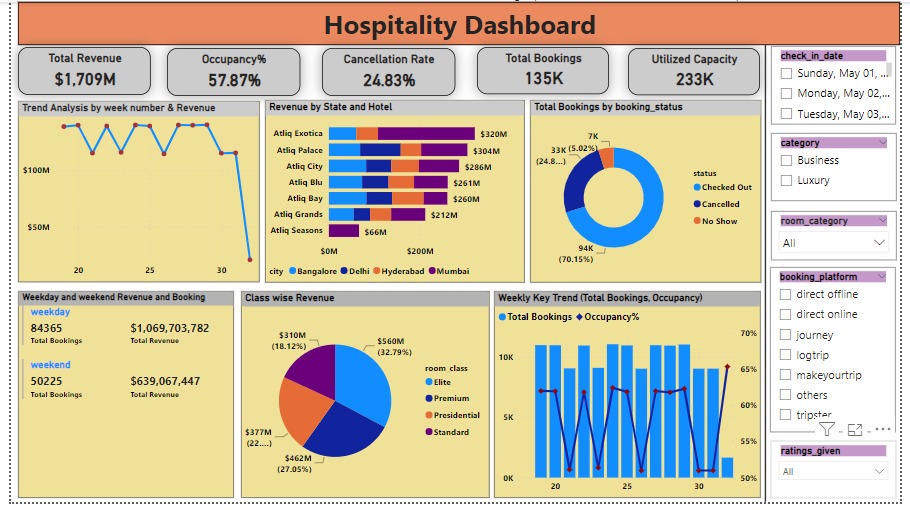 Hospitality Dashboard
Total Revenue
$1,709M
Occupancy%
57.87%
Cancellation Rate
24.83%
Total Bookings
135K
Utilized Capacity
233K
Trend Analysis by week number & Revenue
$100M
$50M
20 25 30
Revenue by State and Hotel
Atliq Exotica $320M
Atliq Palace $304M
Atliq City $286M
Atliq Blu $261M
Atliq Bay $260M
Atliq Grands $212M
Atliq Seasons $66M
$0M $200M
city Bangalore Delhi Hyderabad Mumbai
Total Bookings by booking_status
7K
(5.02%)
33K
(24.8...)
94K
(70.15%)
status
Checked Out
Cancelled
No Show
Weekday and weekend Revenue and Booking
weekday
84365 $1,069,703,782
Total Bookings Total Revenue
weekend
50225 $639,067,447
Total Bookings Total Revenue
Class wise Revenue
$310M
(18.12%)
$560M
(32.79%)
$377M
(22....)
$462M
(27.05%)
room_class
Elite
Premium
Presidential
Standard
Weekly Key Trend (Total Bookings, Occupancy)
Total Bookings Occupancy%
10K
5K
0K
70%
65%
60%
55%
50%
20 25 30
check_in_date
Sunday, May 01, ...
Monday, May 02,...
Tuesday, May 03,...
category
Business
Luxury
room_category
All
booking_platform
direct offline
direct online
journey
logtrip
makeyourtrip
others
tripster
ratings_given
All